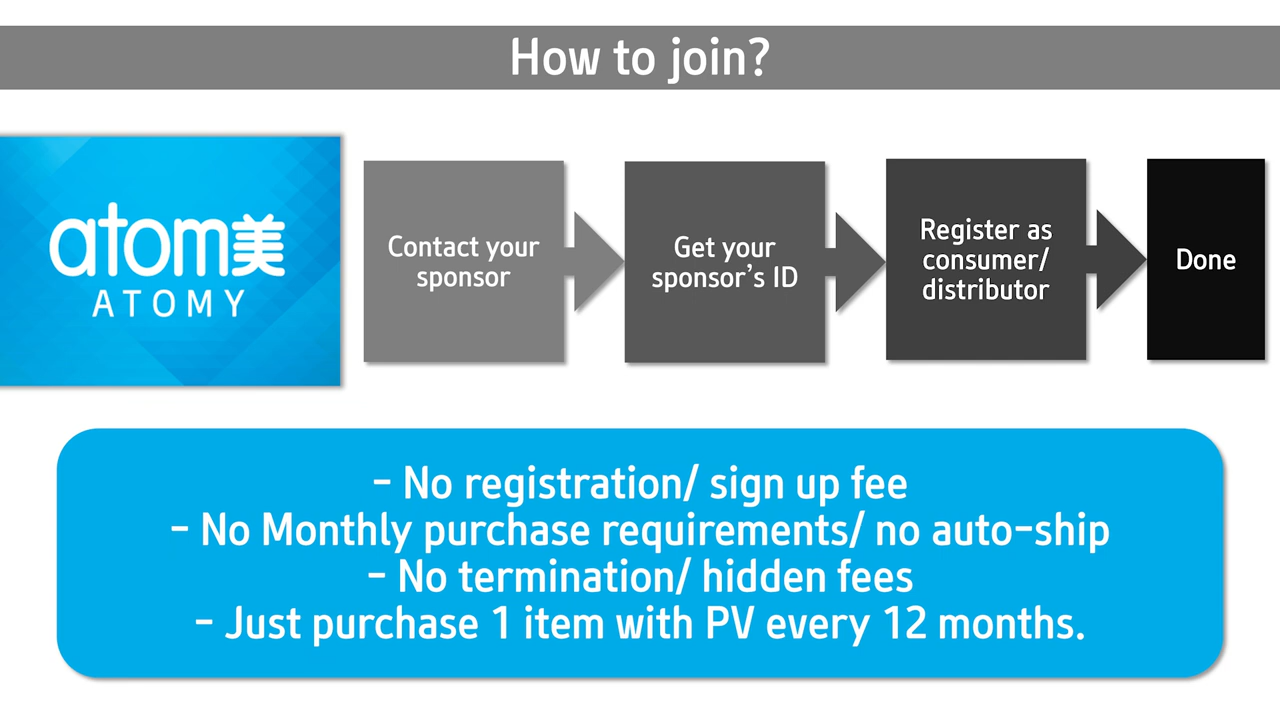 How to join?
atom美
ATOMY
Contact your
sponsor
Get your
sponsor's ID
Register as
consumer/
distributor
Done
- No registration/ sign up fee
- No Monthly purchase requirements/ no auto-ship
- No termination/ hidden fees
- Just purchase 1 item with PV every 12 months.